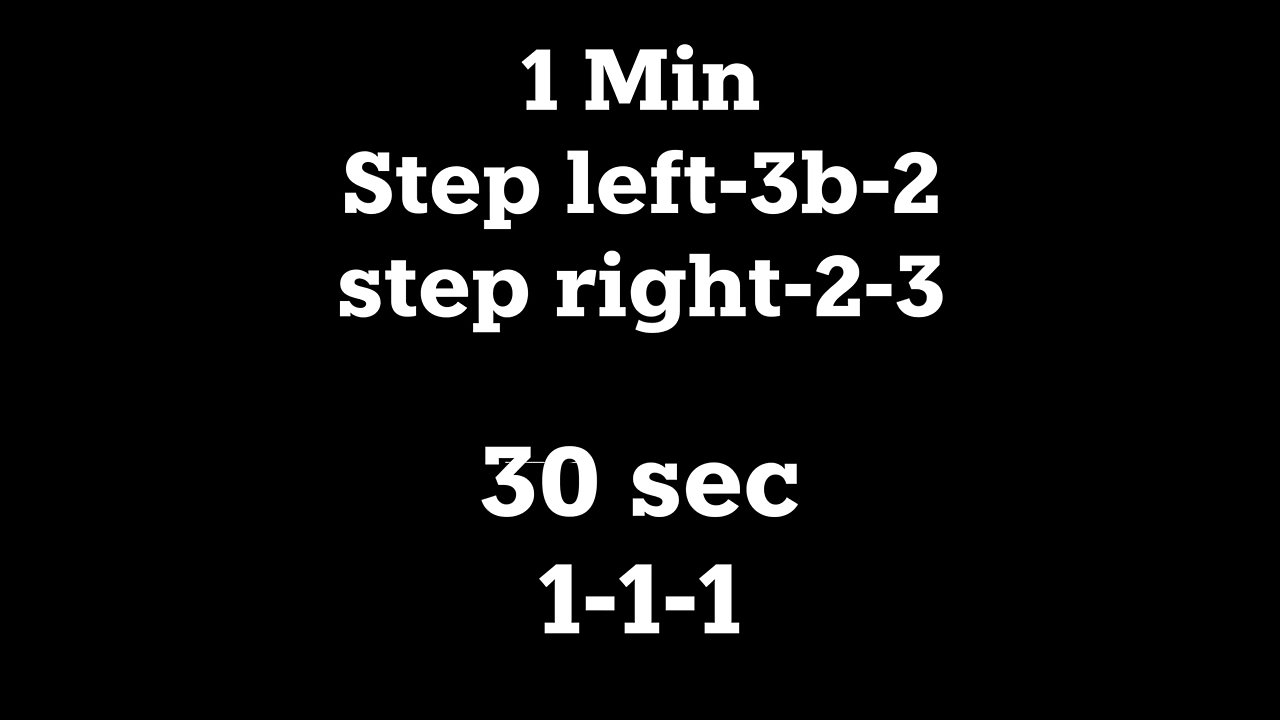 1 Min
Step left-3b-2
step right-2-3
30 sec
1-1-1